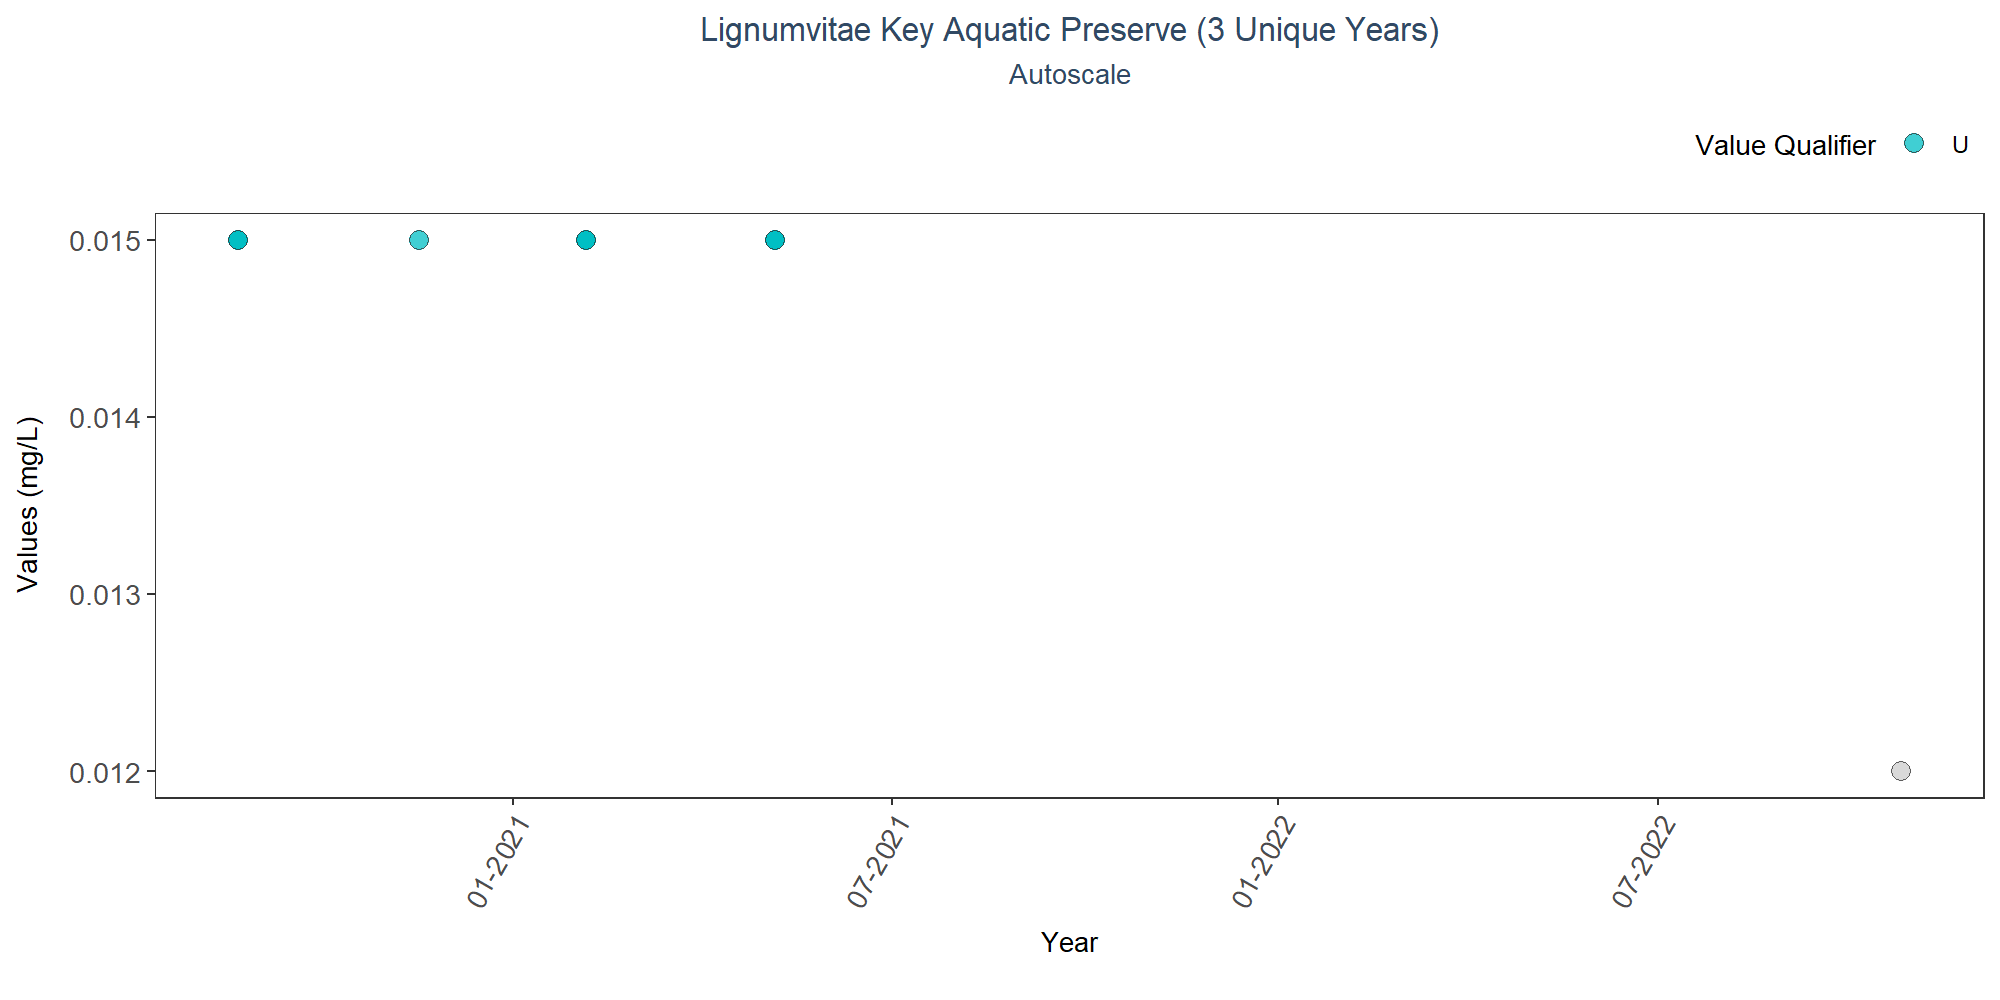 Lignumvitae Key Aquatic Preserve (3 Unique Years)
Autoscale
Value Qualifier U
Values (mg/L)
0.015
0.014
0.013
0.012
01-2021 07-2021 01-2022 07-2022
Year